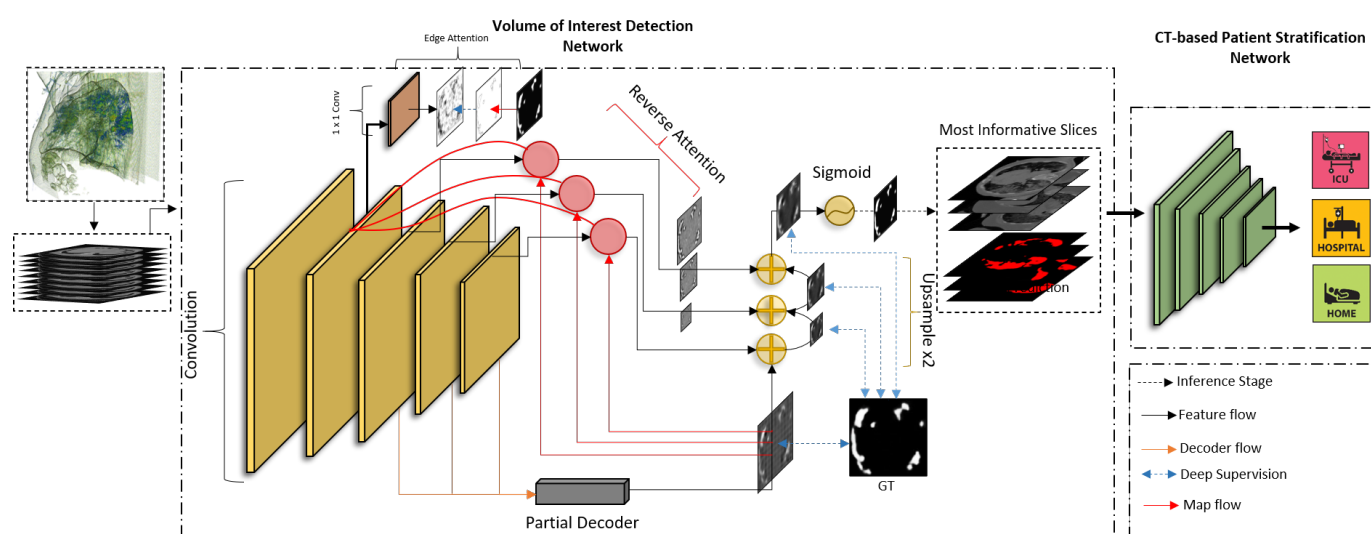 Volume of Interest Detection
Network
CT-based Patient Stratification
Network
Edge Attention
1 x 1 Conv
Reverse Attention
Convolution
Sigmoid
Most Informative Slices
Upsample x2
GT
Partial Decoder
ICU
HOSPITAL
HOME
Inference Stage
Feature flow
Decoder flow
Deep Supervision
Map flow